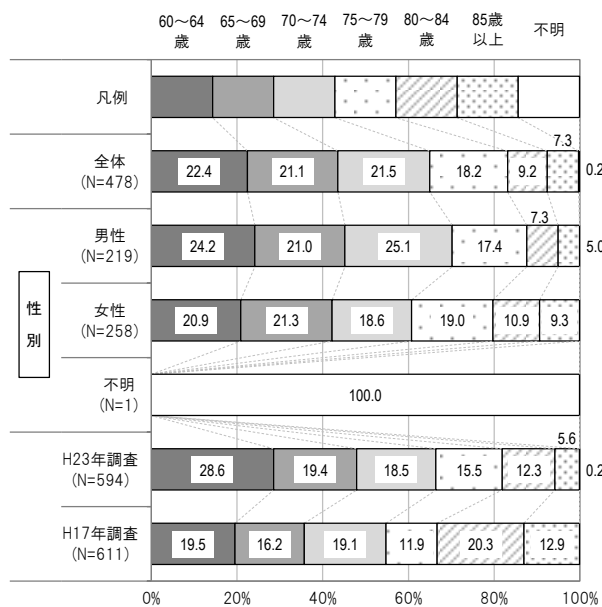 60～64 65～69 70～74 75～79 80～84 85歳 不明
歳 歳 歳 歳 歳 以上
凡例
7.3
全体
(N=478)
22.4 21.1 21.5 18.2 9.2 0.2
7.3
男性
(N=219)
24.2 21.0 25.1 17.4 5.0
性別
女性
(N=258)
20.9 21.3 18.6 19.0 10.9 9.3
不明
(N=1)
100.0
5.6
H23年調査
(N=594)
28.6 19.4 18.5 15.5 12.3 0.2
H17年調査
(N=611)
19.5 16.2 19.1 11.9 20.3 12.9
0% 20% 40% 60% 80% 100%